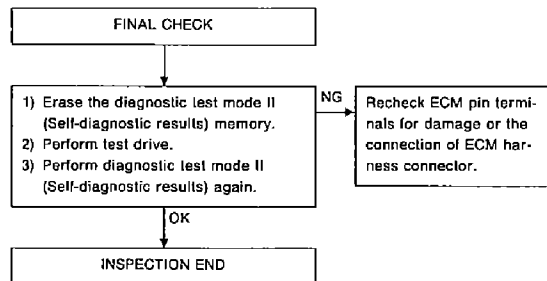 FINAL CHECK
1) Erase the diagnostic test mode II
(Self-diagnostic results) memory.
2) Perform test drive.
3) Perform diagnostic test mode II
(Self-diagnostic results) again.
NG
Recheck ECM pin termi-
nals for damage or the
connection of ECM har-
ness connector.
OK
INSPECTION END